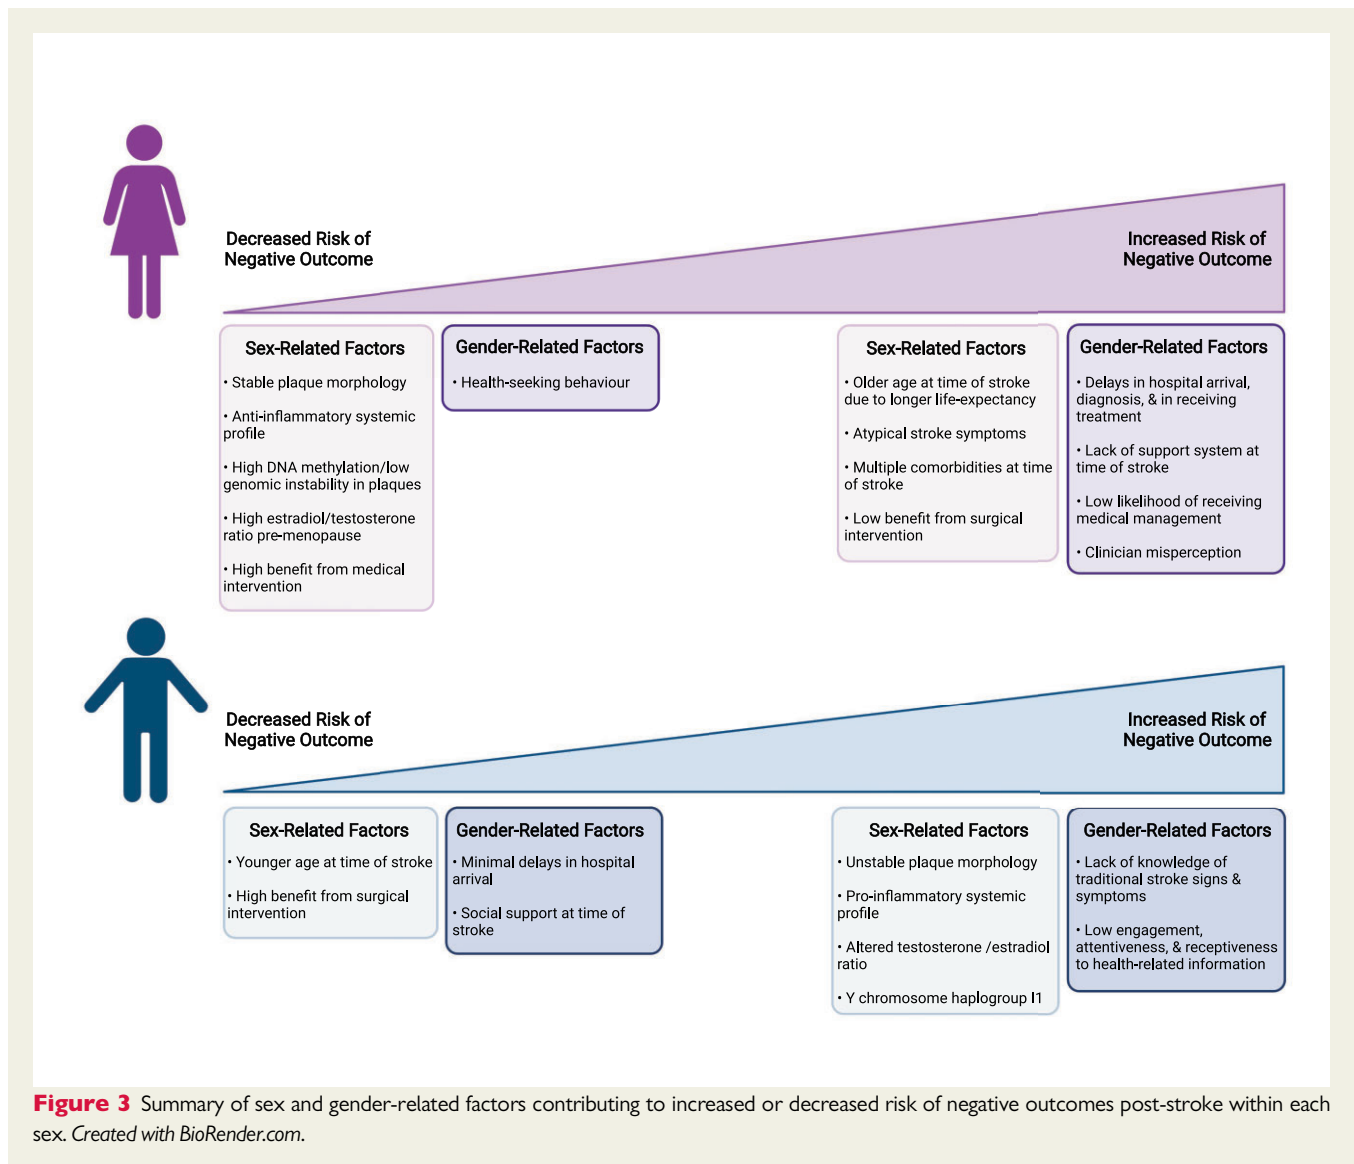 Decreased Risk of
Negative Outcome
Increased Risk of
Negative Outcome
Sex-Related Factors
• Stable plaque morphology
• Anti-inflammatory systemic
profile
• High DNA methylation/low
genomic instability in plaques
• High estradiol/testosterone
ratio pre-menopause
• High benefit from medical
intervention
Gender-Related Factors
• Health-seeking behaviour
Sex-Related Factors
• Older age at time of stroke
due to longer life-expectancy
• Atypical stroke symptoms
• Multiple comorbidities at time
of stroke
• Low benefit from surgical
intervention
Gender-Related Factors
• Delays in hospital arrival,
diagnosis, & in receiving
treatment
• Lack of support system at
time of stroke
• Low likelihood of receiving
medical management
• Clinician misperception
Decreased Risk of
Negative Outcome
Increased Risk of
Negative Outcome
Sex-Related Factors
• Younger age at time of stroke
• High benefit from surgical
intervention
Gender-Related Factors
• Minimal delays in hospital
arrival
• Social support at time of
stroke
Sex-Related Factors
• Unstable plaque morphology
• Pro-inflammatory systemic
profile
• Altered testosterone /estradiol
ratio
• Y chromosome haplogroup I1
Gender-Related Factors
• Lack of knowledge of
traditional stroke signs &
symptoms
• Low engagement,
attentiveness, & receptiveness
to health-related information
Figure 3 Summary of sex and gender-related factors contributing to increased or decreased risk of negative outcomes post-stroke within each
sex. Created with BioRender.com.